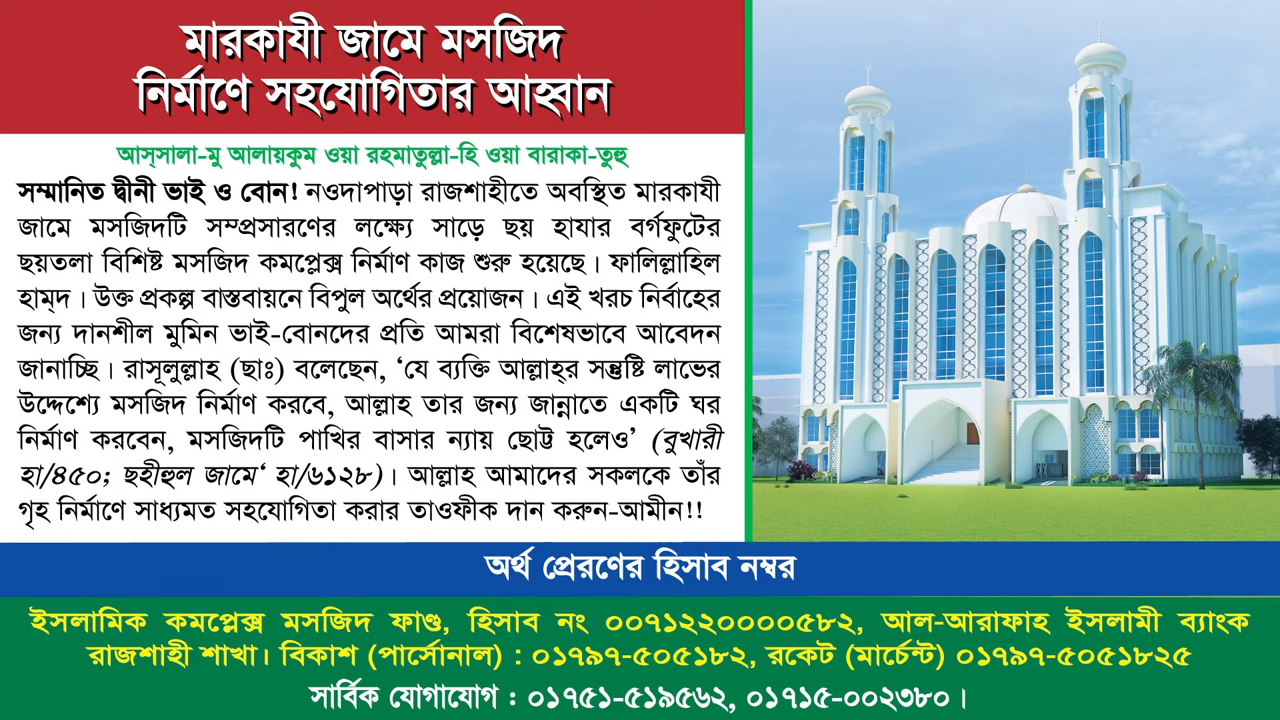 মারকাযী জামে মসজিদ
নির্মাণে সহযোগিতার আহ্বান
আস্সালা-মু আলায়কুম ওয়া রহমাতুল্লা-হি ওয়া বারাকা-তুহু
সম্মানিত দ্বীনী ভাই ও বোন! নওদাপাড়া রাজশাহীতে অবস্থিত মারকাযী
জামে মসজিদটি সম্প্রসারণের লক্ষ্যে সাড়ে ছয় হাযার বর্গফুটের
ছয়তলা বিশিষ্ট মসজিদ কমপ্লেক্স নির্মাণ কাজ শুরু হয়েছে। ফালিল্লাহিল
হাম্দ। উক্ত প্রকল্প বাস্তবায়নে বিপুল অর্থের প্রয়োজন। এই খরচ নির্বাহের
জন্য দানশীল মুমিন ভাই-বোনদের প্রতি আমরা বিশেষভাবে আবেদন
জানাচ্ছি। রাসূলুল্লাহ (ছাঃ) বলেছেন, ‘যে ব্যক্তি আল্লাহ্র সন্তুষ্টি লাভের
উদ্দেশ্যে মসজিদ নির্মাণ করবে, আল্লাহ তার জন্য জান্নাতে একটি ঘর
নির্মাণ করবেন, মসজিদটি পাখির বাসার ন্যায় ছোট্ট হলেও’ (বুখারী
হা/৪৫০; ছহীহুল জামে‘ হা/৬১২৮)। আল্লাহ আমাদের সকলকে তাঁর
গৃহ নির্মাণে সাধ্যমত সহযোগিতা করার তাওফীক দান করুন-আমীন!!
অর্থ প্রেরণের হিসাব নম্বর
ইসলামিক কমপ্লেক্স মসজিদ ফাণ্ড, হিসাব নং ০০৭১২২০০০০৫৮২, আল-আরাফাহ ইসলামী ব্যাংক
রাজশাহী শাখা। বিকাশ (পার্সোনাল) : ০১৭৯৭-৫০৫১৮২, রকেট (মার্চেন্ট) ০১৭৯৭-৫০৫১৮২৫
সার্বিক যোগাযোগ : ০১৭৫১-৫১৯৫৬২, ০১৭১৫-০০২৩৮০।